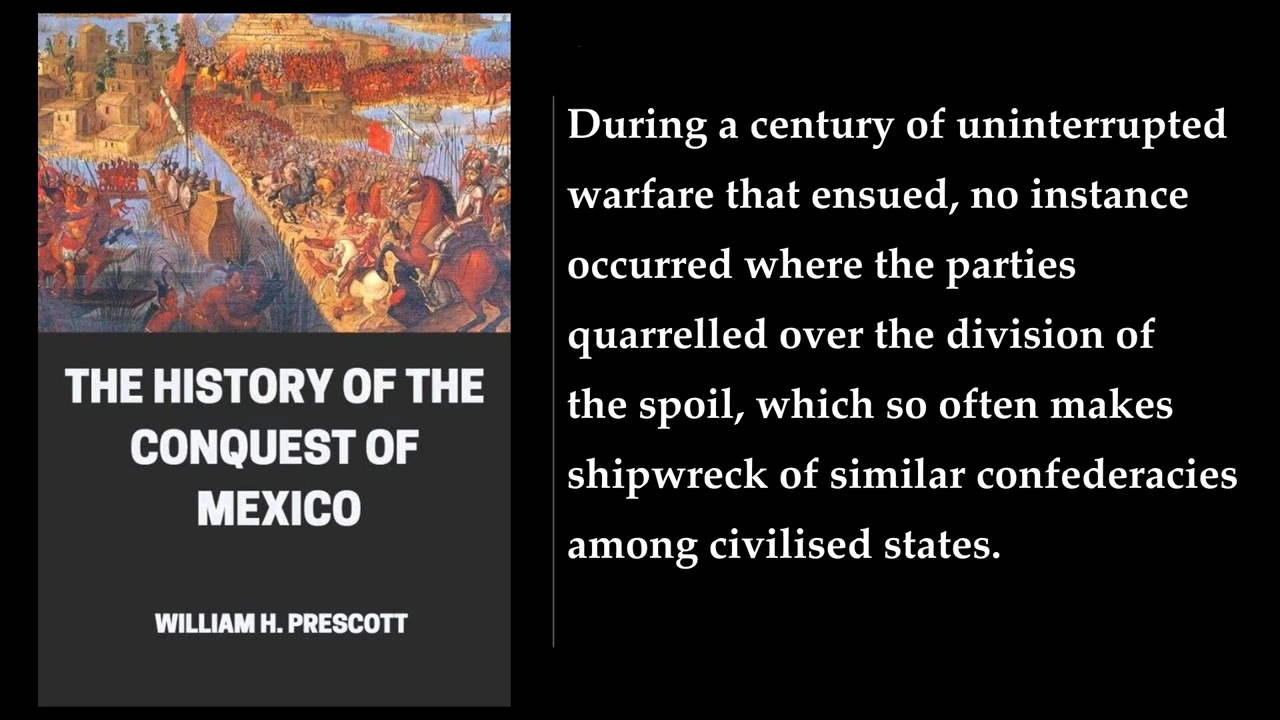 THE HISTORY OF THE
CONQUEST OF
MEXICO
WILLIAM H. PRESCOTT
During a century of uninterrupted
warfare that ensued, no instance
occurred where the parties
quarrelled over the division of
the spoil, which so often makes
shipwreck of similar confederacies
among civilised states.